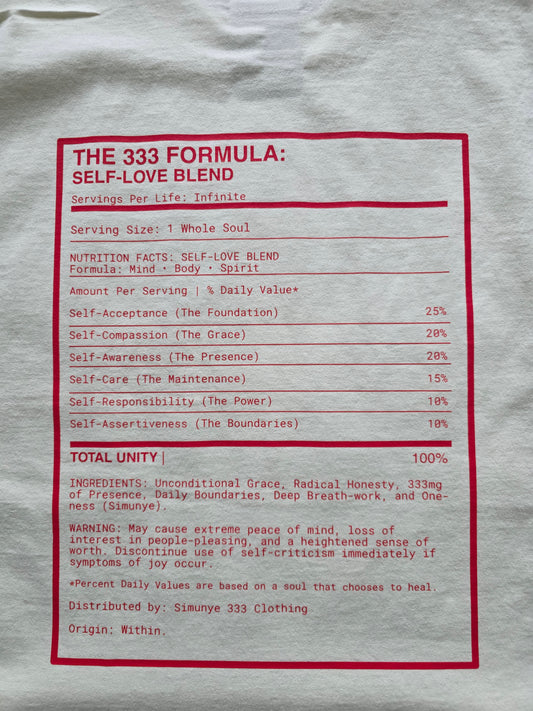 THE 333 FORMULA:
SELF-LOVE BLEND
Servings Per Life: Infinite
Serving Size: 1 Whole Soul
NUTRITION FACTS: SELF-LOVE BLEND
Formula: Mind · Body · Spirit
Amount Per Serving | % Daily Value*
Self-Acceptance (The Foundation) 25%
Self-Compassion (The Grace) 20%
Self-Awareness (The Presence) 20%
Self-Care (The Maintenance) 15%
Self-Responsibility (The Power) 10%
Self-Assertiveness (The Boundaries) 10%
TOTAL UNITY | 100%
INGREDIENTS: Unconditional Grace, Radical Honesty, 333mg
of Presence, Daily Boundaries, Deep Breath-work, and One-
ness (Simunye).
WARNING: May cause extreme peace of mind, loss of
interest in people-pleasing, and a heightened sense of
worth. Discontinue use of self-criticism immediately if
symptoms of joy occur.
*Percent Daily Values are based on a soul that chooses to heal.
Distributed by: Simunye 333 Clothing
Origin: Within.